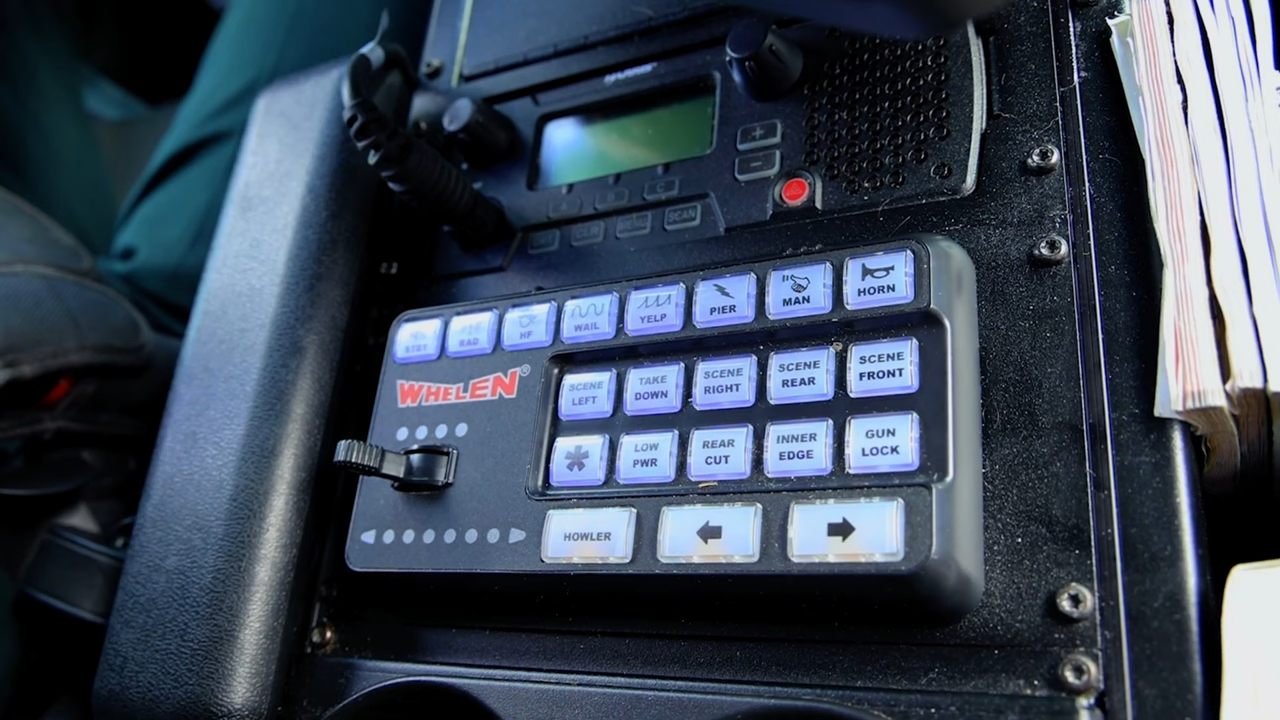 +
-
SCAN
STBY
RAD
HF
WAIL
YELP
PIER
MAN
HORN
WHELEN®
SCENE
LEFT
TAKE
DOWN
SCENE
RIGHT
SCENE
REAR
SCENE
FRONT
*
LOW
PWR
REAR
CUT
INNER
EDGE
GUN
LOCK
HOWLER